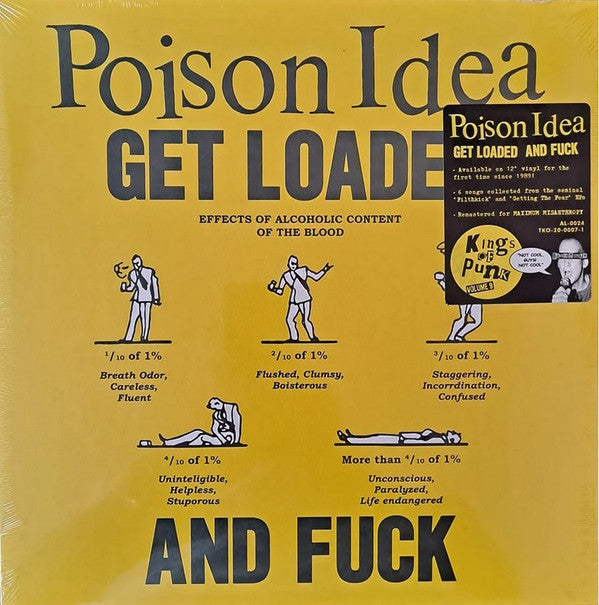 Poison Idea
GET LOADE
EFFECTS OF ALCOHOLIC CONTENT
OF THE BLOOD
Poison Idea
GET LOADED AND FUCK
- Available on 12" vinyl for the
first time since 1989!
- 6 songs collected from the seminal
"Filthkick" and "Getting The Fear" EPs
- Remastered for MAXIMUM MISANTHROPY
AL-0024
TKO-20-0007-1
Kings
of
Punk
VOLUME 9
"NOT COOL,
GUYS
NOT COOL"
1/10 of 1%
Breath Odor,
Careless,
Fluent
2/10 of 1%
Flushed, Clumsy,
Boisterous
3/10 of 1%
Staggering,
Incorrdination,
Confused
4/10 of 1%
Uninteligible,
Helpless,
Stuporous
More than 4/10 of 1%
Unconscious,
Paralyzed,
Life endangered
AND FUCK